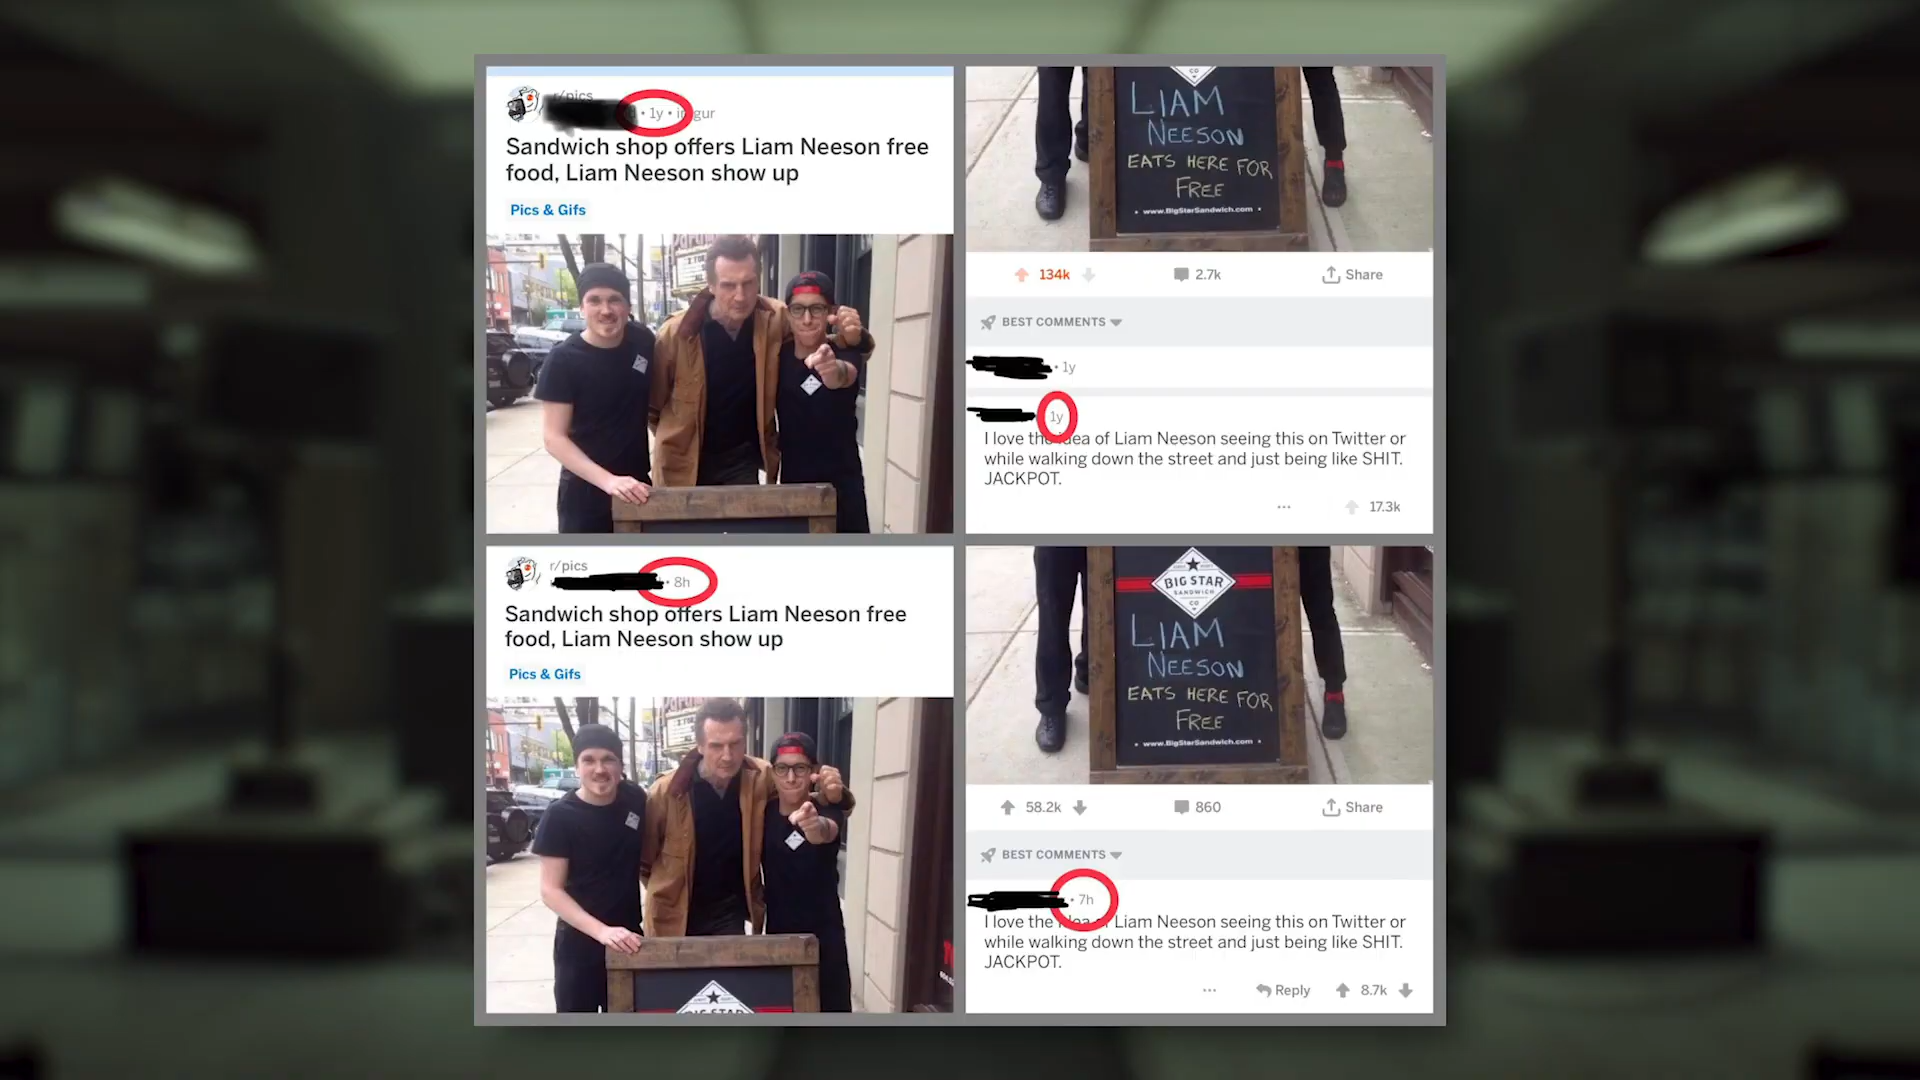 r/pics
• 1y • imgur
Sandwich shop offers Liam Neeson free
food, Liam Neeson show up
Pics & Gifs
CO
LIAM
NEESON
EATS HERE FOR
FREE
• www.BigStarSandwich.com •
134k
2.7k
Share
BEST COMMENTS
• 1y
1y
I love the idea of Liam Neeson seeing this on Twitter or
while walking down the street and just being like SHIT.
JACKPOT.
... 17.3k
r/pics
• 8h
Sandwich shop offers Liam Neeson free
food, Liam Neeson show up
Pics & Gifs
BIG STAR
BIG STAR
SANDWICH
CO
LIAM
NEESON
EATS HERE FOR
FREE
• www.BigStarSandwich.com •
58.2k
860
Share
BEST COMMENTS
• 7h
I love the idea of Liam Neeson seeing this on Twitter or
while walking down the street and just being like SHIT.
JACKPOT.
... Reply 8.7k